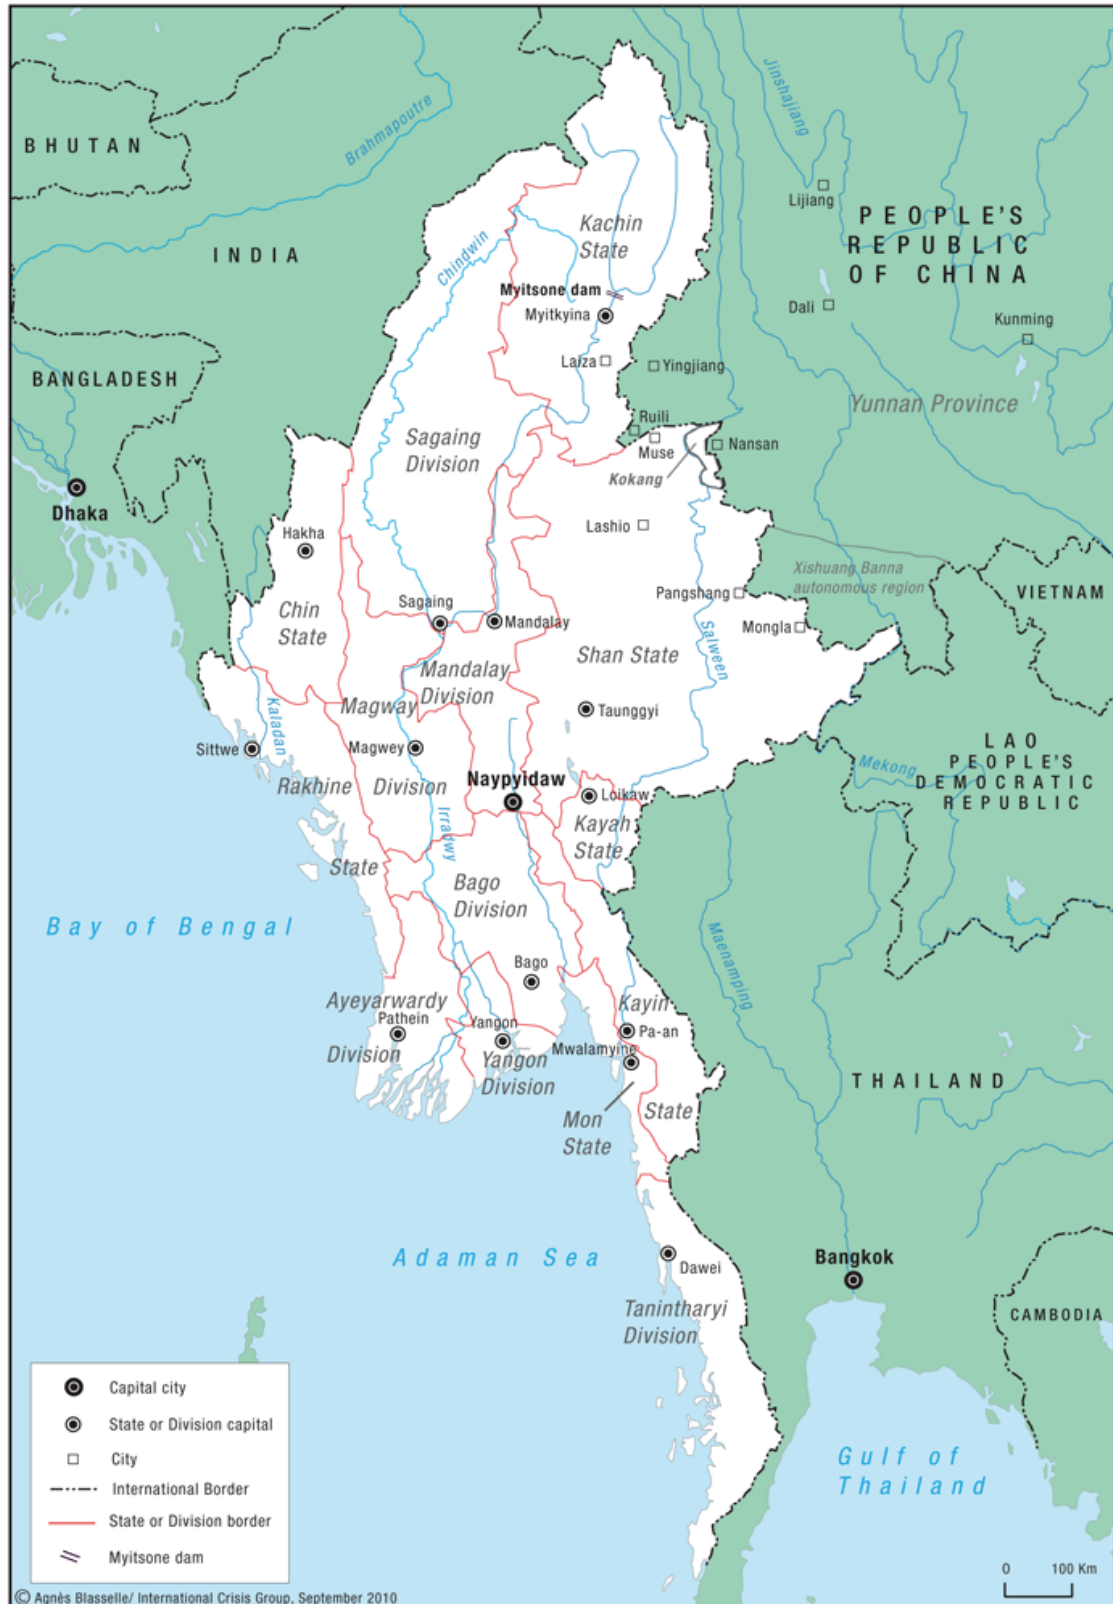 BHUTAN
Brahmapoutre
INDIA
BANGLADESH
Dhaka
Jinshajiang
Lijiang
PEOPLE'S
REPUBLIC
OF CHINA
Dali
Kunming
Yunnan Province
Kachin
State
Chindwin
Myitsone dam
Myitkyina
Laiza
Yingjiang
Ruili
Muse
Nansan
Kokang
Sagaing
Division
Lashio
Hakha
Xishuang Banna
autonomous region
VIETNAM
Pangshang
Mongla
Chin
State
Sagaing
Mandalay
Mandalay
Division
Shan State
Salween
Magway
Division
Taunggyi
Kaladan
Sittwe
Magwey
Rakhine
State
Naypyidaw
Loikaw
Kayah
State
Irradwy
LAO
PEOPLE'S
DEMOCRATIC
REPUBLIC
Mekong
Bago
Division
Bay of Bengal
Maenamping
Bago
Ayeyarwardy
Division
Pathein
Yangon
Yangon
Division
Kayin
State
Pa-an
Mwalamyine
Mon
State
THAILAND
Adaman Sea
Dawei
Bangkok
Tanintharyi
Division
CAMBODIA
Gulf of
Thailand
Capital city
State or Division capital
City
International Border
State or Division border
Myitsone dam
0 100 Km
© Agnès Blasselle/ International Crisis Group, September 2010